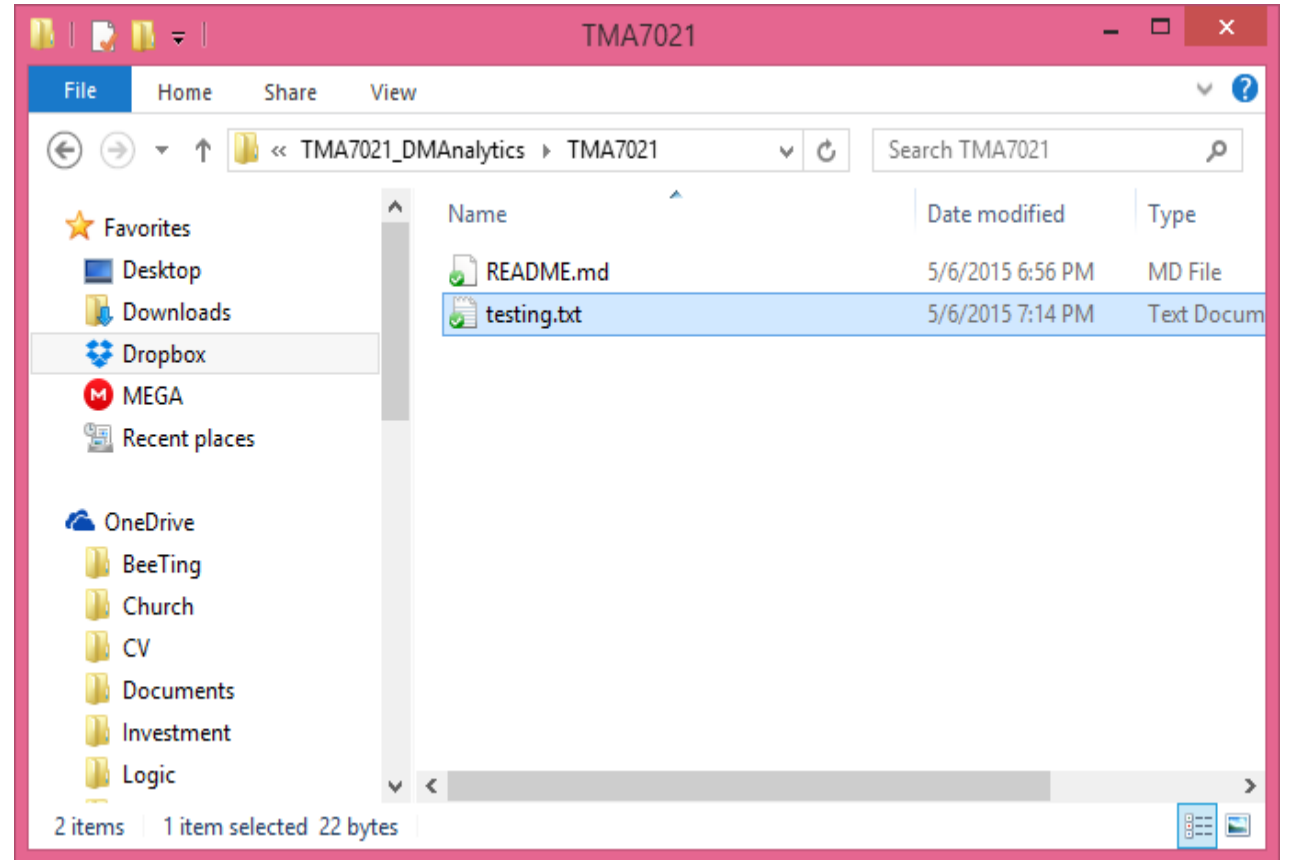 TMA7021
File Home Share View
« TMA7021_DMAnalytics TMA7021 Search TMA7021
Name Date modified Type
Favorites
Desktop
Downloads
Dropbox
MEGA
Recent places
OneDrive
BeeTing
Church
CV
Documents
Investment
Logic
README.md 5/6/2015 6:56 PM MD File
testing.txt 5/6/2015 7:14 PM Text Docum
2 items 1 item selected 22 bytes